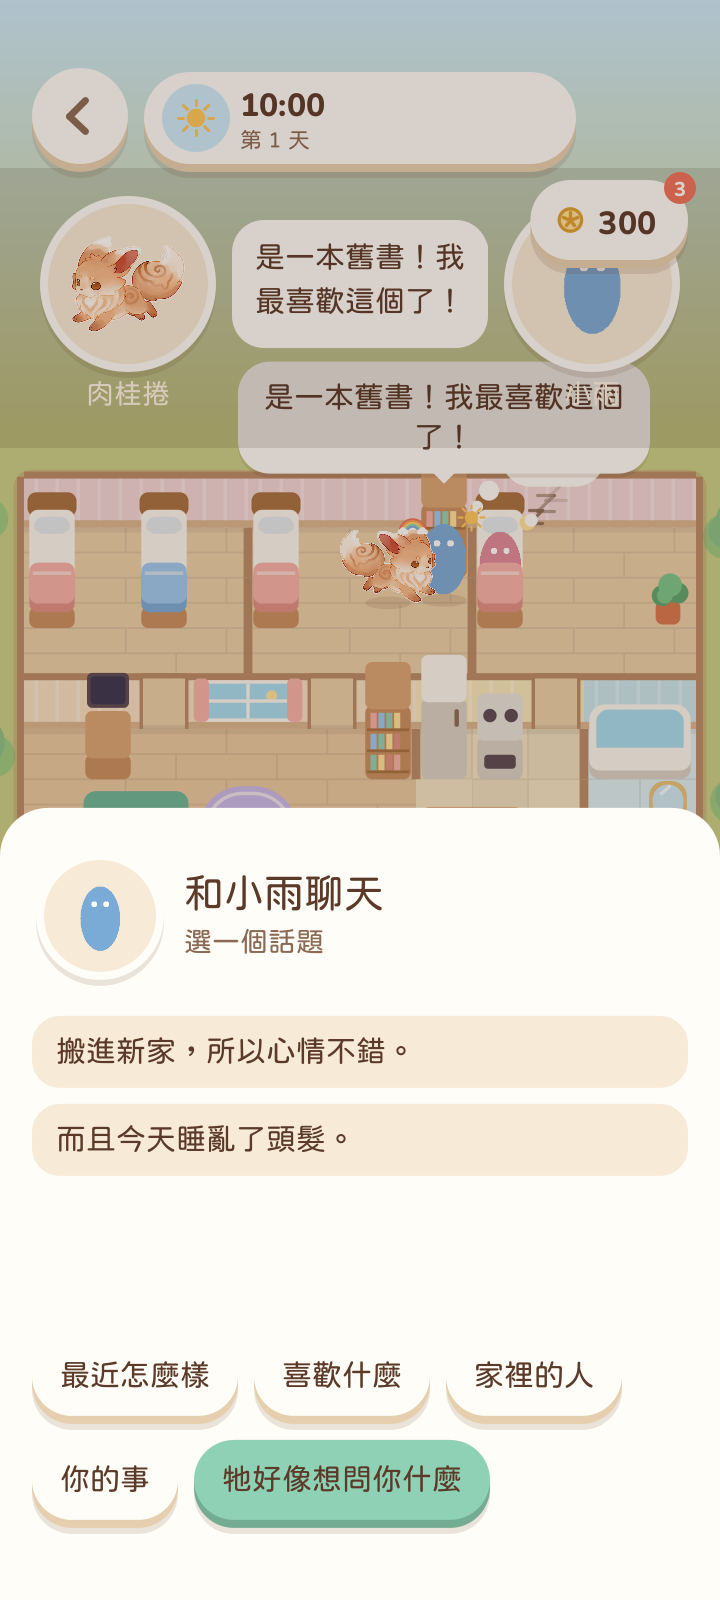 10:00
第 1 天
3
300
是一本舊書！我
最喜歡這個了！
肉桂捲
是一本舊書！我最喜歡這個
了！
和小雨聊天
選一個話題
搬進新家，所以心情不錯。
而且今天睡亂了頭髮。
最近怎麼樣
喜歡什麼
家裡的人
你的事
牠好像想問你什麼